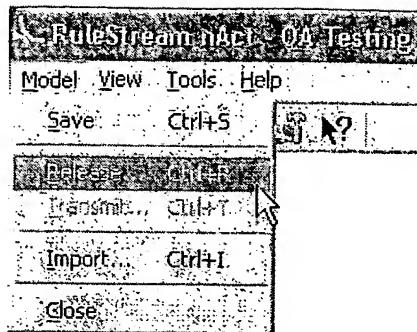 RuleStream nAct - QA Testing
Model View Tools Help
Save Ctrl+S
Release Ctrl+R
Transmit... Ctrl+T
Import... Ctrl+I
Close